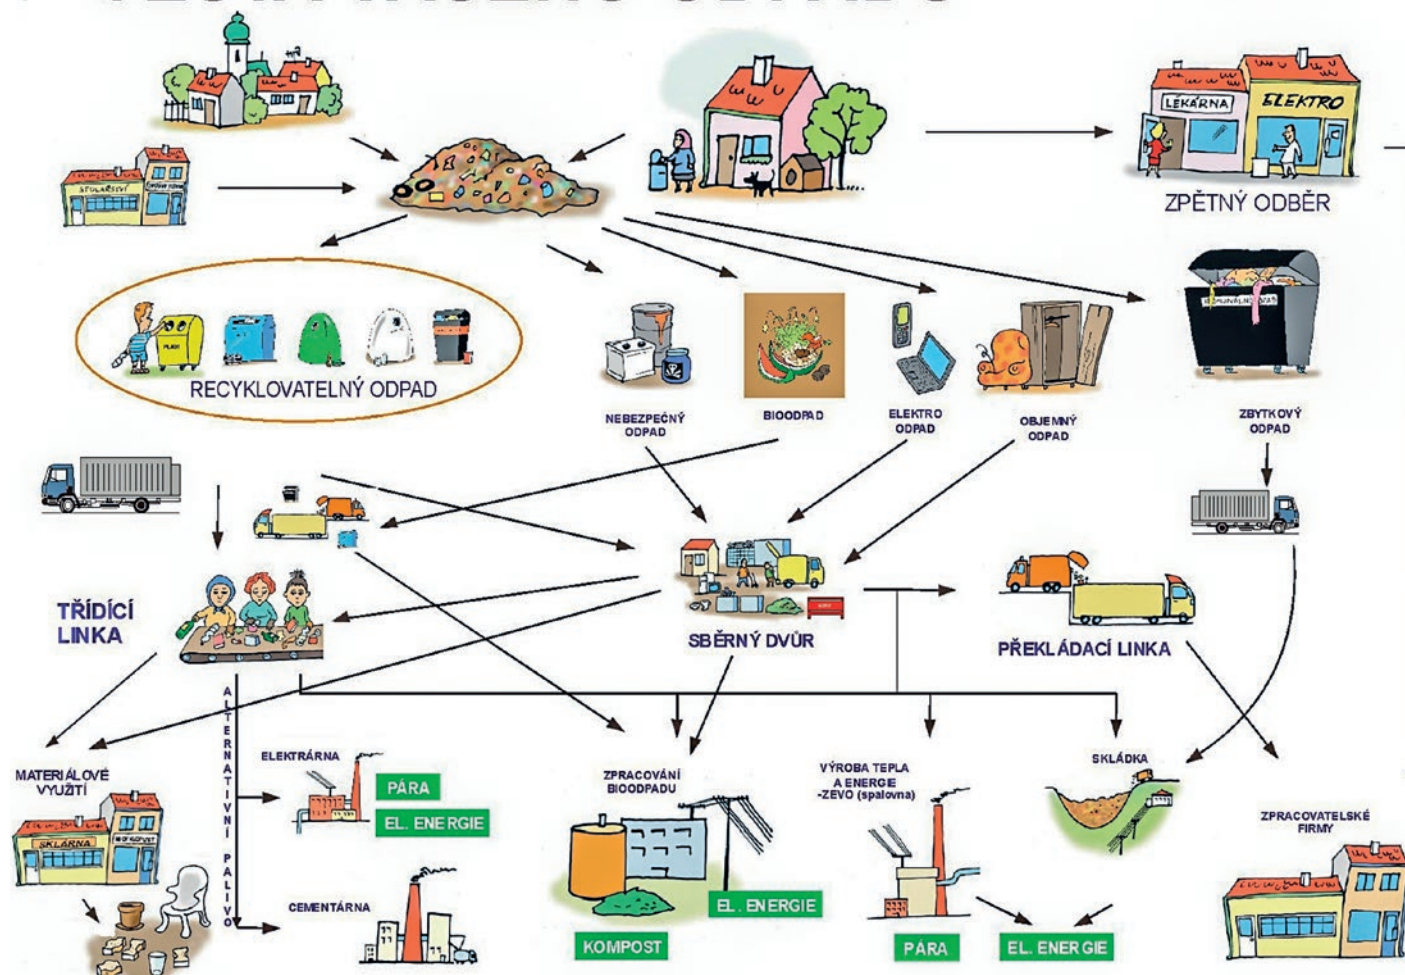 LÉKÁRNA
ELEKTRO
STOLAŘSTVÍ
ZPĚTNÝ ODBĚR
PLAST
RECYKLOVATELNÝ ODPAD
NEBEZPEČNÝ
ODPAD
BIOODPAD
ELEKTRO
ODPAD
OBJEMNÝ
ODPAD
ZBYTKOVÝ
ODPAD
TŘÍDÍCÍ
LINKA
SBĚRNÝ DVŮR
PŘEKLÁDACÍ LINKA
ALTERNATIVNÍ PALIVO
MATERIÁLOVÉ
VYUŽITÍ
SKLÁRNA
ELEKTRÁRNA
PÁRA
EL. ENERGIE
CEMENTÁRNA
ZPRACOVÁNÍ
BIOODPADU
EL. ENERGIE
KOMPOST
VÝROBA TEPLA
A ENERGIE
-ZEVO (spalovna)
PÁRA
EL. ENERGIE
SKLÁDKA
ZPRACOVATELSKÉ
FIRMY